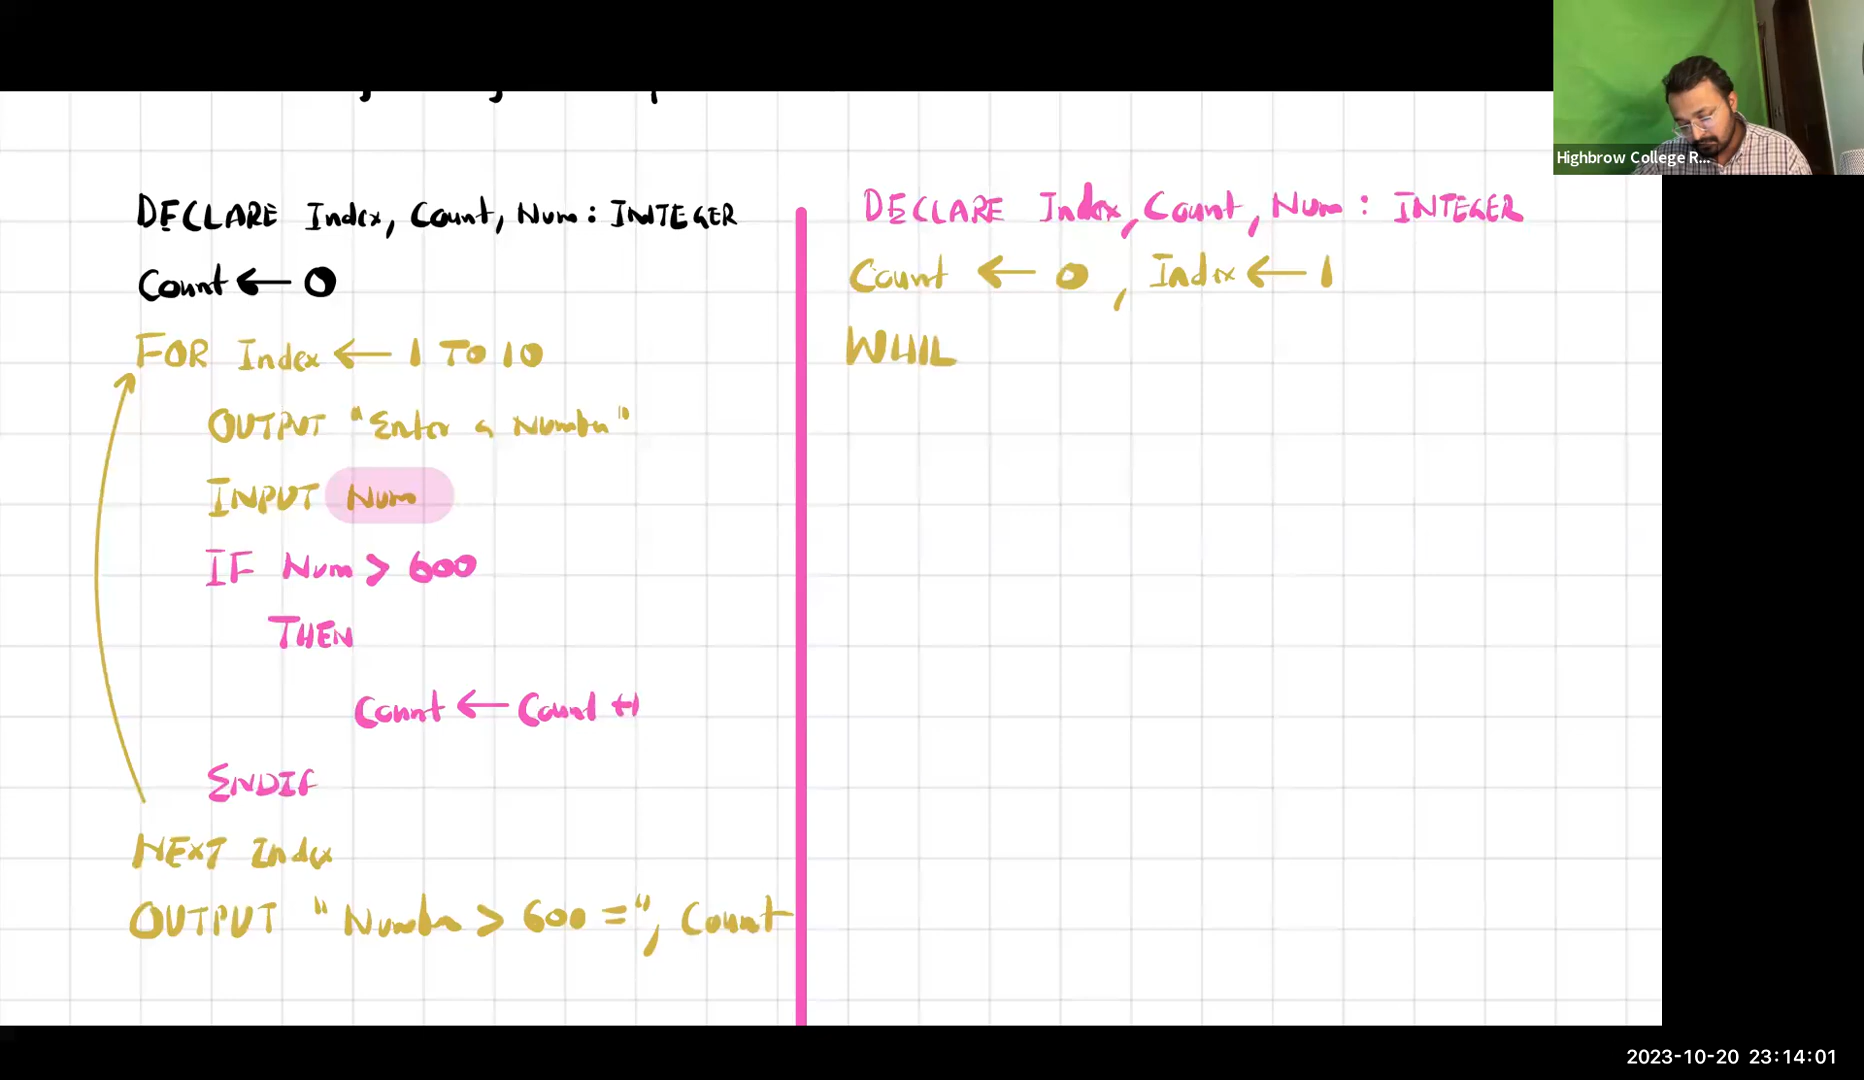 DECLARE Index, Count, Num : INTEGER
Count ← 0
FOR Index ← 1 TO 10
OUTPUT "Enter a Number"
INPUT Num
IF Num > 600
THEN
Count ← Count +1
ENDIF
NEXT Index
OUTPUT "Number > 600 =", Count
DECLARE Index, Count, Num : INTEGER
Count ← 0 , Index ← 1
WHIL
Highbrow College R...
2023-10-20 23:14:01